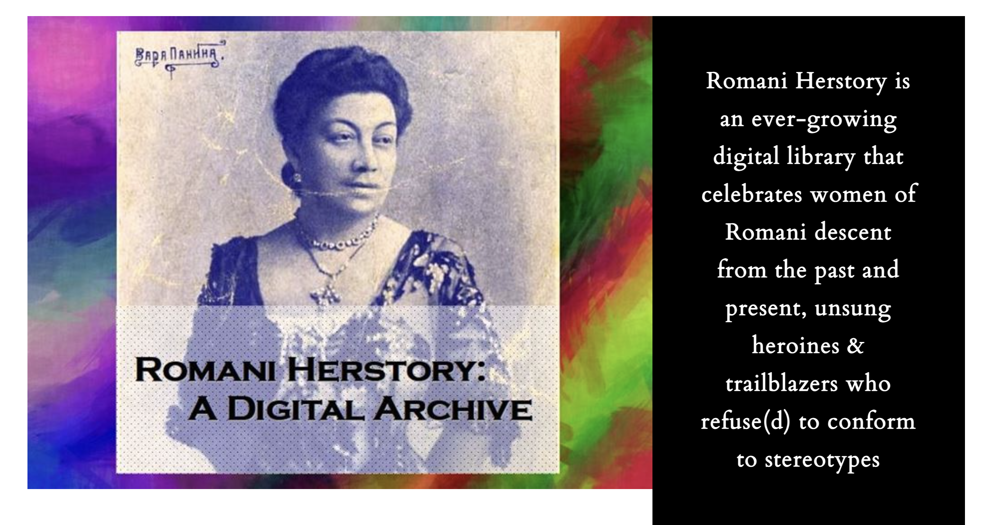 Варя Панина.
Romani Herstory:
A Digital Archive
Romani Herstory is
an ever-growing
digital library that
celebrates women of
Romani descent
from the past and
present, unsung
heroines &
trailblazers who
refuse(d) to conform
to stereotypes